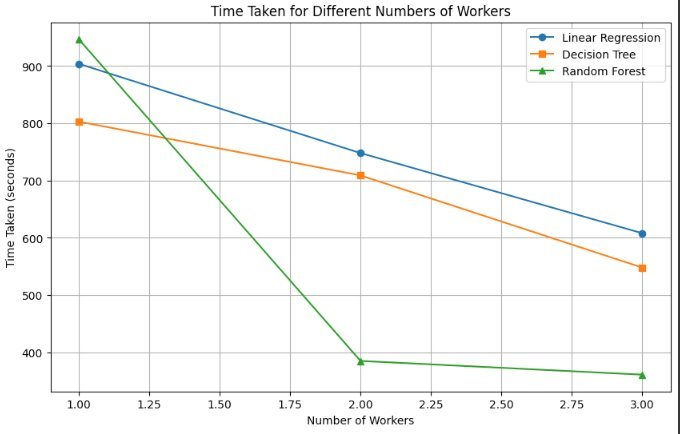 Time Taken for Different Numbers of Workers
Linear Regression
Decision Tree
Random Forest
Time Taken (seconds)
900
800
700
600
500
400
1.00 1.25 1.50 1.75 2.00 2.25 2.50 2.75 3.00
Number of Workers